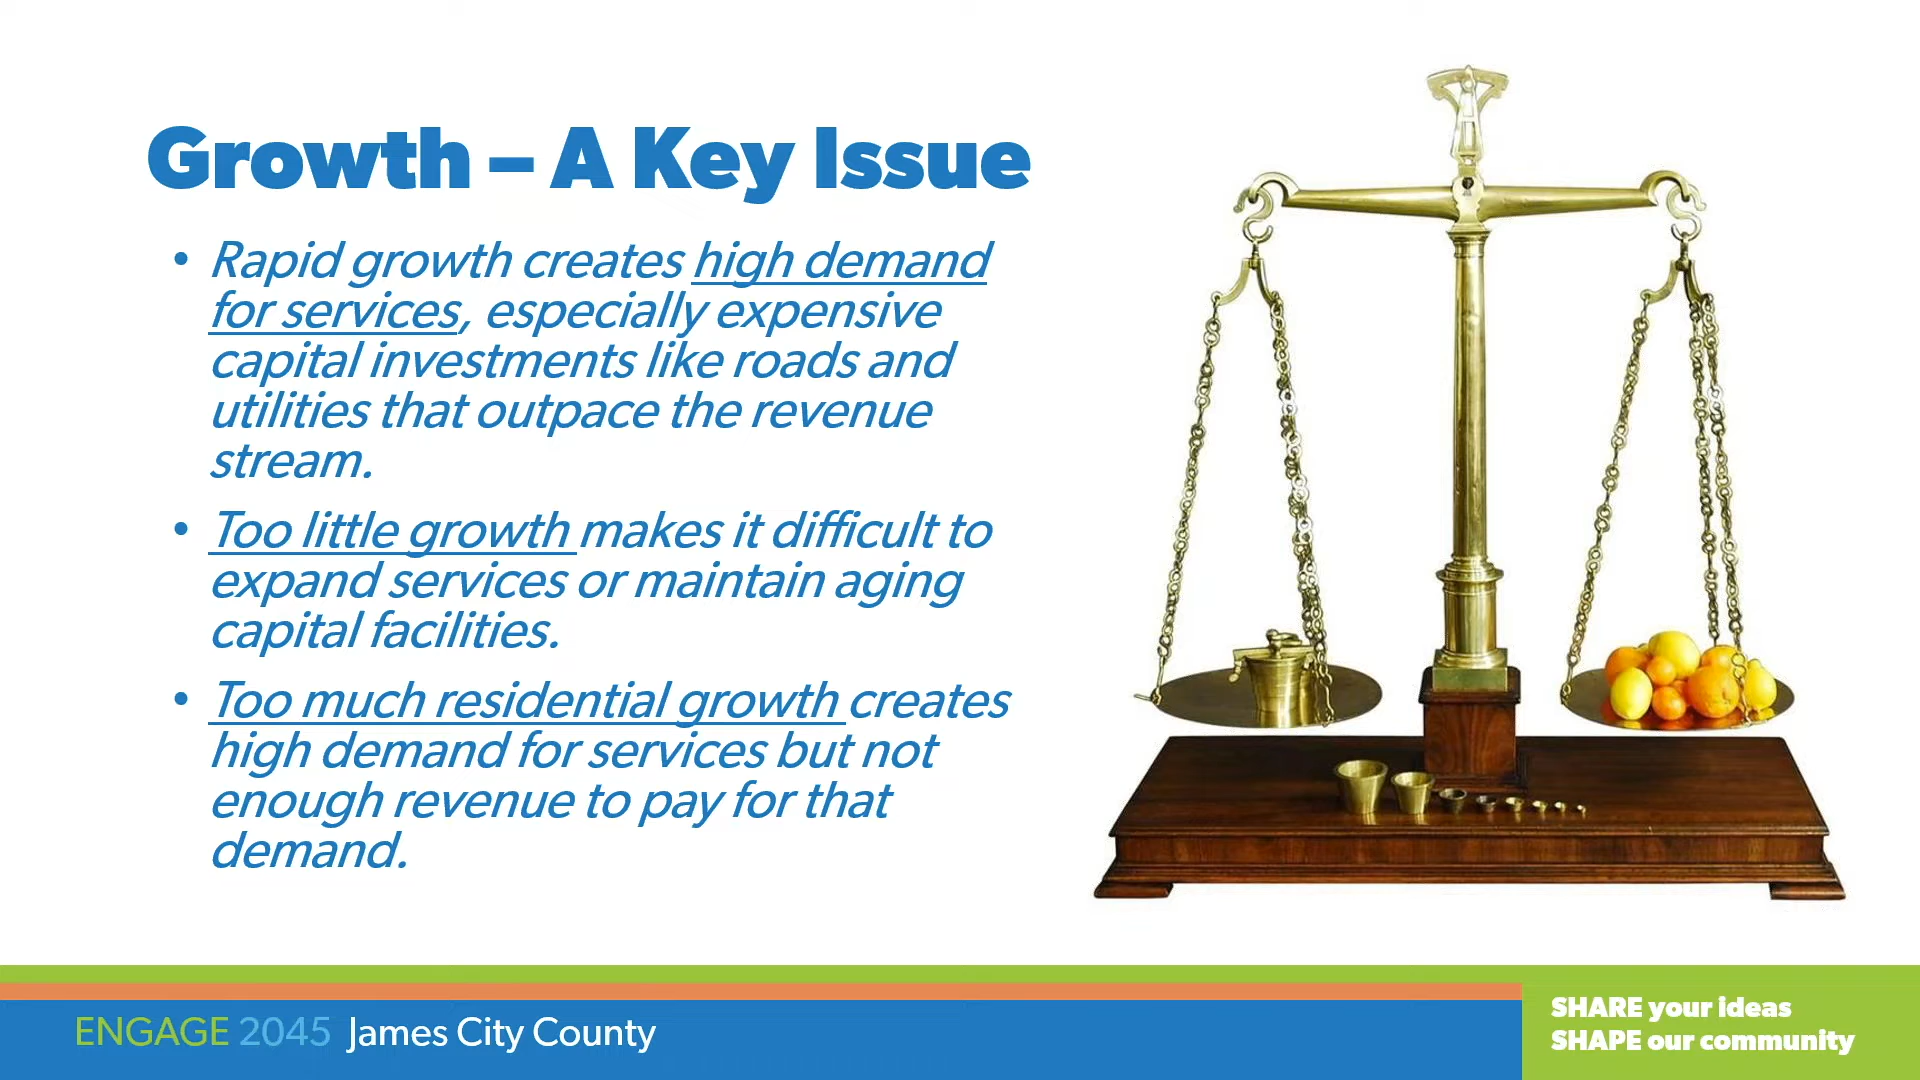 Growth – A Key Issue
• Rapid growth creates high demand
for services, especially expensive
capital investments like roads and
utilities that outpace the revenue
stream.
• Too little growth makes it difficult to
expand services or maintain aging
capital facilities.
• Too much residential growth creates
high demand for services but not
enough revenue to pay for that
demand.
ENGAGE 2045 James City County
SHARE your ideas
SHAPE our community